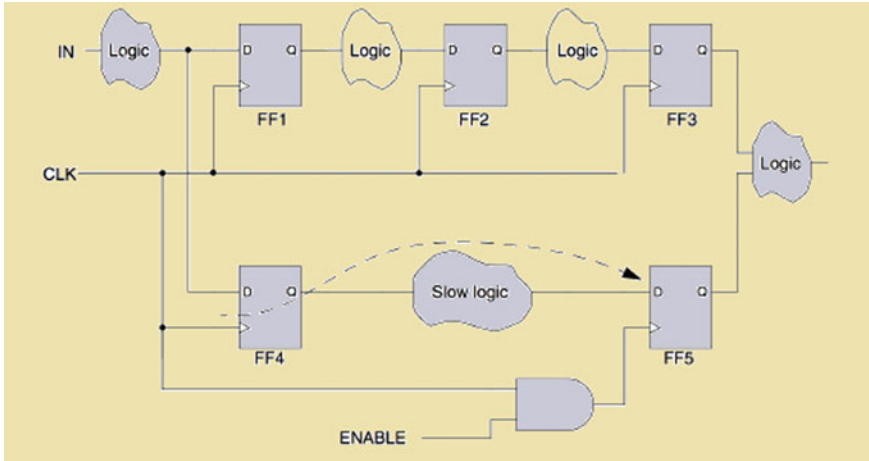 IN Logic D Q Logic D Q Logic D Q
FF1 FF2 FF3
CLK Logic
D Q Slow logic D Q
FF4 FF5
ENABLE